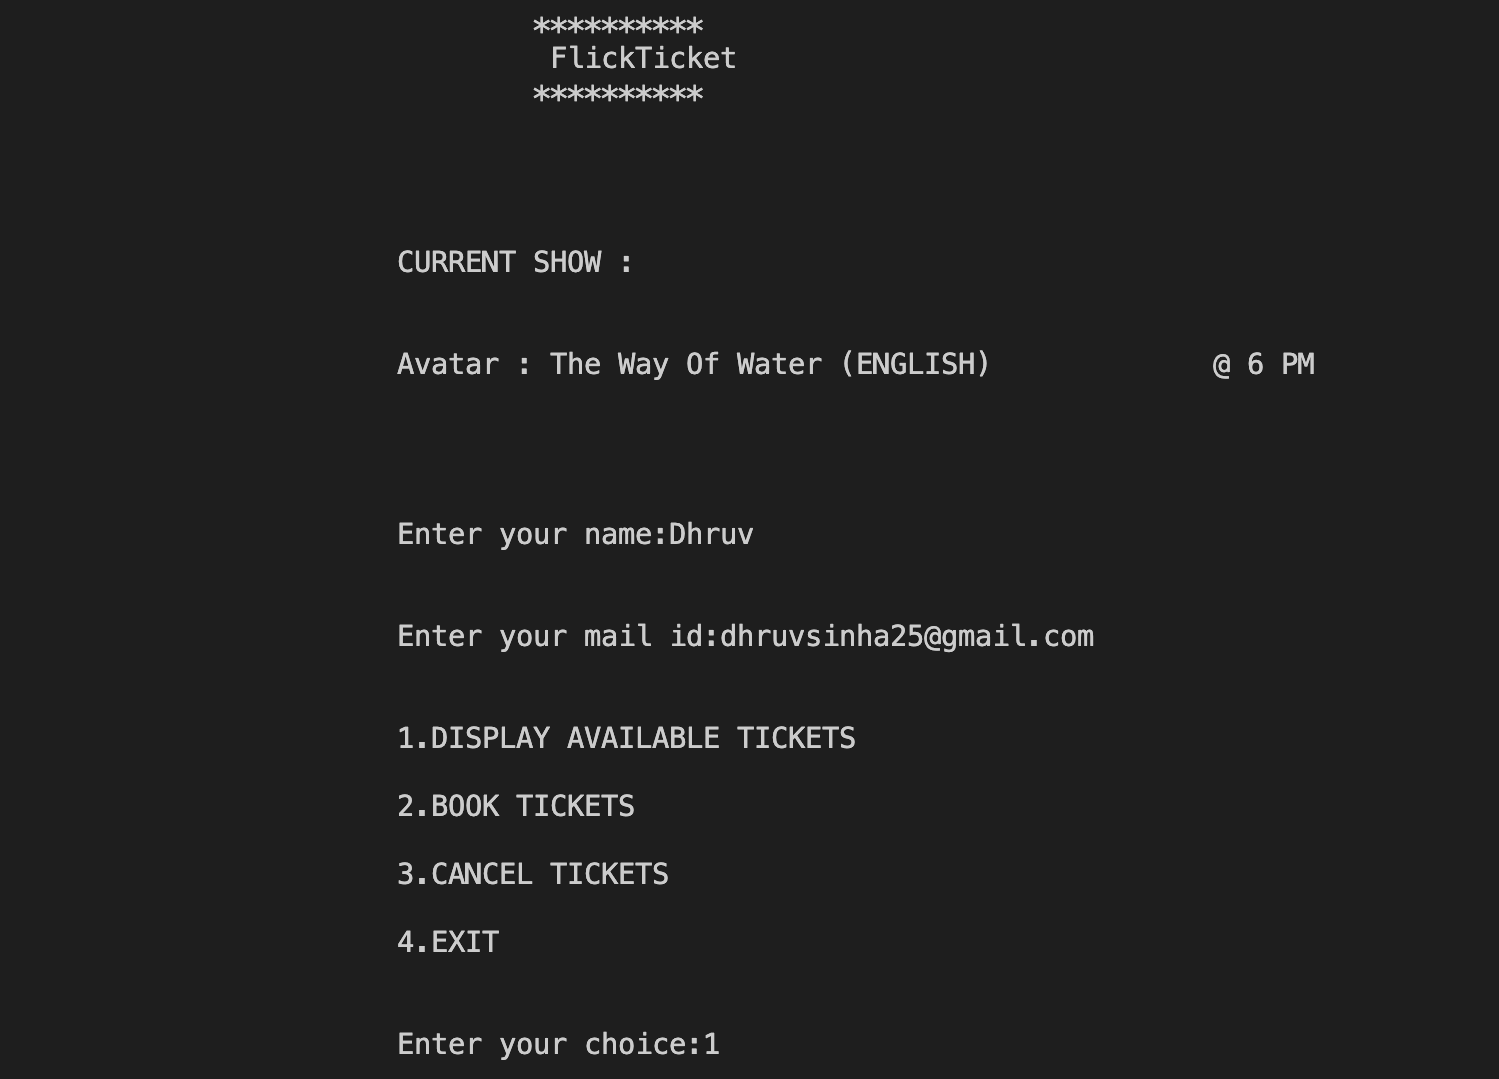 **********
FlickTicket
**********
CURRENT SHOW :
Avatar : The Way Of Water (ENGLISH) @ 6 PM
Enter your name:Dhruv
Enter your mail id:dhruvsinha25@gmail.com
1.DISPLAY AVAILABLE TICKETS
2.BOOK TICKETS
3.CANCEL TICKETS
4.EXIT
Enter your choice:1